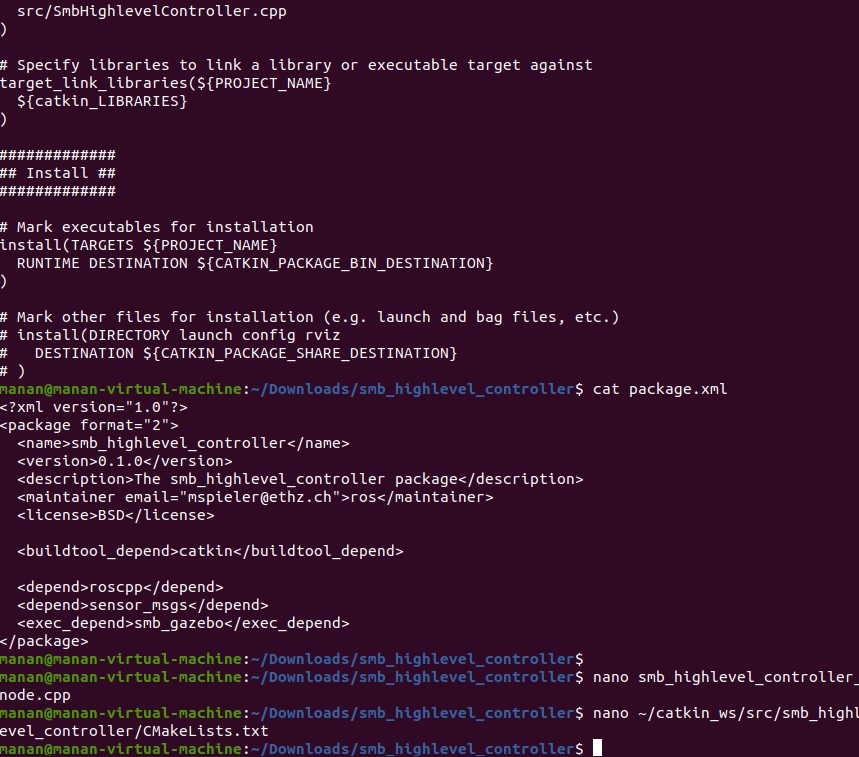 src/SmbHighlevelController.cpp
)
# Specify libraries to link a library or executable target against
target_link_libraries(${PROJECT_NAME}
  ${catkin_LIBRARIES}
)
#############
## Install ##
#############
# Mark executables for installation
install(TARGETS ${PROJECT_NAME}
  RUNTIME DESTINATION ${CATKIN_PACKAGE_BIN_DESTINATION}
)
# Mark other files for installation (e.g. launch and bag files, etc.)
# install(DIRECTORY launch config rviz
#   DESTINATION ${CATKIN_PACKAGE_SHARE_DESTINATION}
# )
manan@manan-virtual-machine:~/Downloads/smb_highlevel_controller$ cat package.xml
<?xml version="1.0"?>
<package format="2">
  <name>smb_highlevel_controller</name>
  <version>0.1.0</version>
  <description>The smb_highlevel_controller package</description>
  <maintainer email="mspieler@ethz.ch">ros</maintainer>
  <license>BSD</license>
  <buildtool_depend>catkin</buildtool_depend>
  <depend>roscpp</depend>
  <depend>sensor_msgs</depend>
  <exec_depend>smb_gazebo</exec_depend>
</package>
manan@manan-virtual-machine:~/Downloads/smb_highlevel_controller$
manan@manan-virtual-machine:~/Downloads/smb_highlevel_controller$ nano smb_highlevel_controller_
node.cpp
manan@manan-virtual-machine:~/Downloads/smb_highlevel_controller$ nano ~/catkin_ws/src/smb_highl
evel_controller/CMakeLists.txt
manan@manan-virtual-machine:~/Downloads/smb_highlevel_controller$